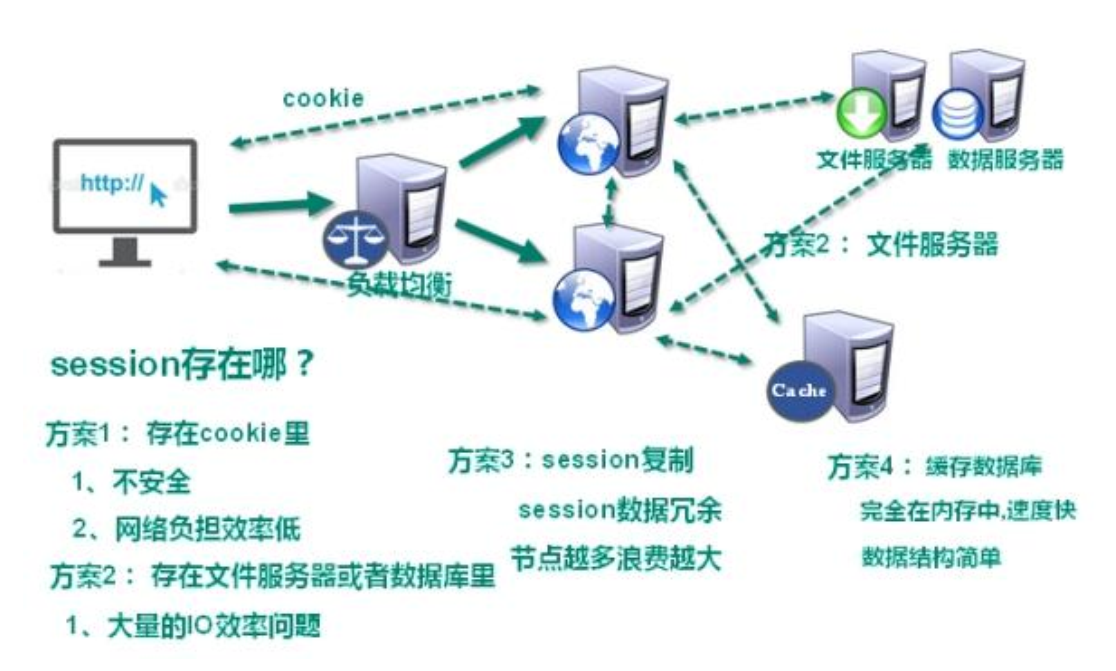 cookie
http://
文件服务器 数据服务器
方案2： 文件服务器
负载均衡
Cache
session存在哪？
方案1： 存在cookie里
1、不安全
2、网络负担效率低
方案2： 存在文件服务器或者数据库里
1、大量的IO效率问题
方案3：session复制
session数据冗余
节点越多浪费越大
方案4： 缓存数据库
完全在内存中,速度快
数据结构简单